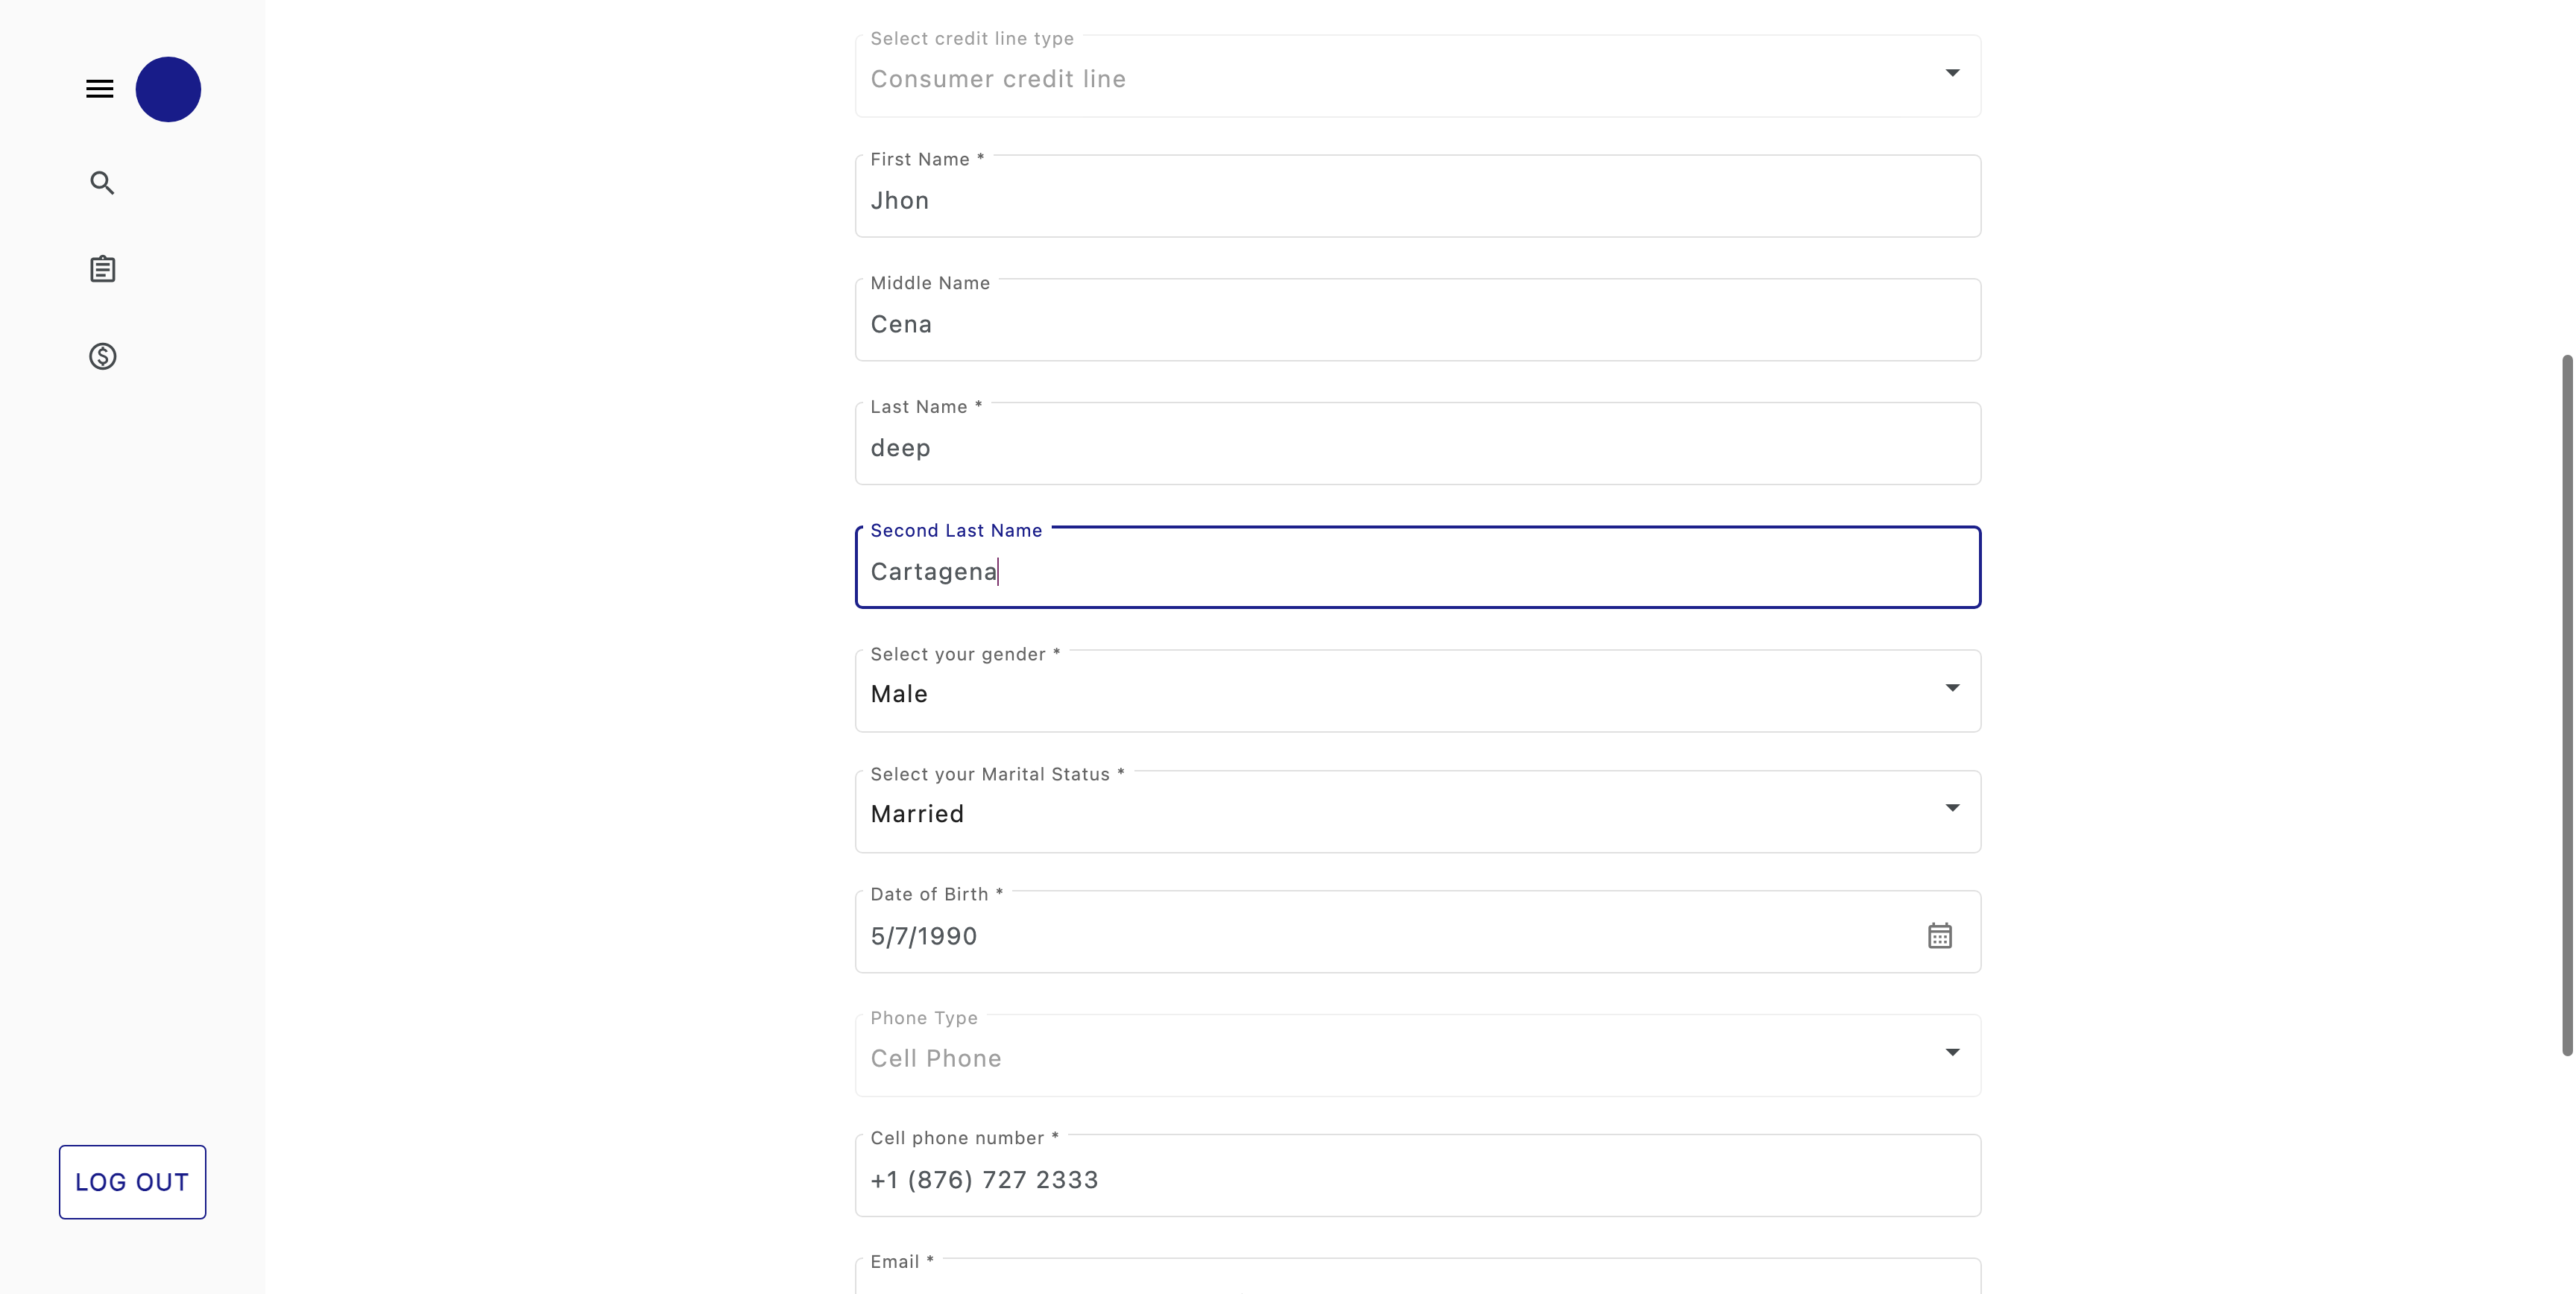 Select credit line type
Consumer credit line
First Name *
Jhon
Middle Name
Cena
Last Name *
deep
Second Last Name
Cartagena
Select your gender *
Male
Select your Marital Status *
Married
Date of Birth *
5/7/1990
Phone Type
Cell Phone
Cell phone number *
+1 (876) 727 2333
Email *
LOG OUT